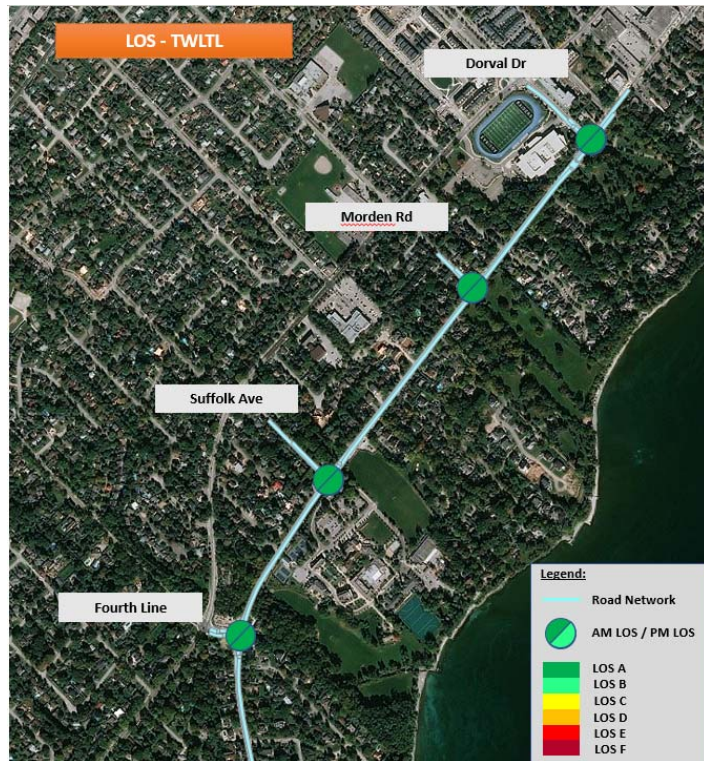 LOS - TWLTL
Dorval Dr
Morden Rd
Suffolk Ave
Fourth Line
Legend:
Road Network
AM LOS / PM LOS
LOS A
LOS B
LOS C
LOS D
LOS E
LOS F